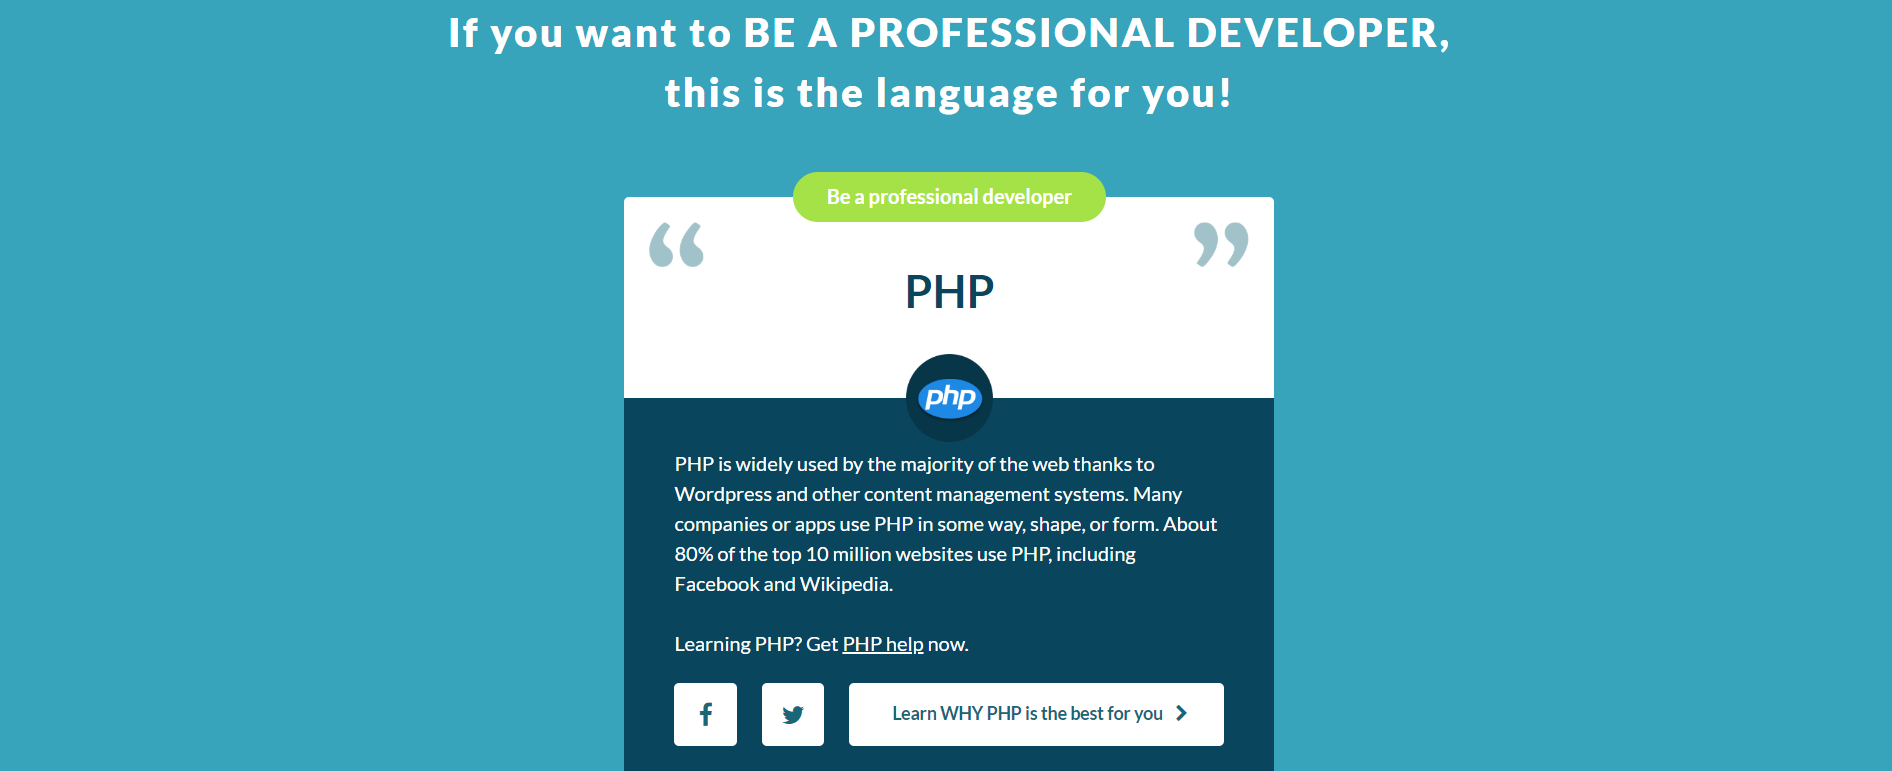 If you want to BE A PROFESSIONAL DEVELOPER,
this is the language for you!
Be a professional developer
“ ”
PHP
php
PHP is widely used by the majority of the web thanks to
Wordpress and other content management systems. Many
companies or apps use PHP in some way, shape, or form. About
80% of the top 10 million websites use PHP, including
Facebook and Wikipedia.
Learning PHP? Get PHP help now.
Learn WHY PHP is the best for you